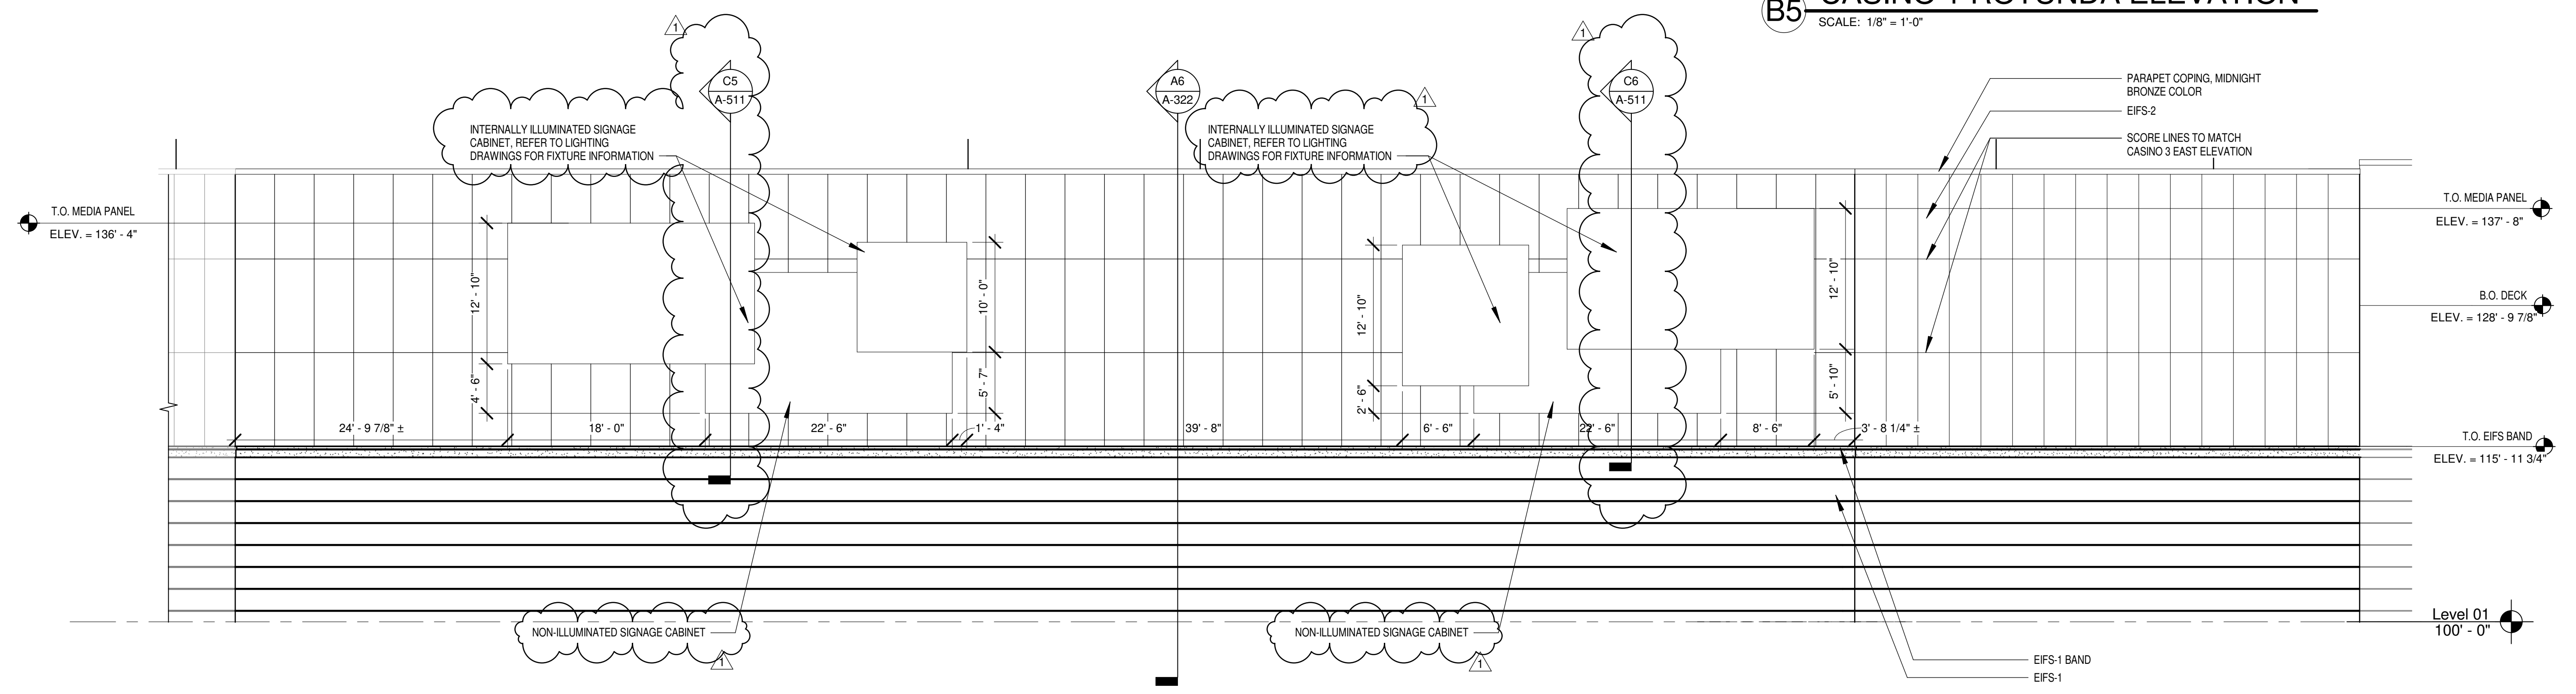 B5 CASINO 1 ROTUNDA ELEVATION
SCALE: 1/8" = 1'-0"
1
1
C5
A-511
A6
A-322
1
C6
A-511
PARAPET COPING, MIDNIGHT
BRONZE COLOR
EIFS-2
SCORE LINES TO MATCH
CASINO 3 EAST ELEVATION
INTERNALLY ILLUMINATED SIGNAGE
CABINET, REFER TO LIGHTING
DRAWINGS FOR FIXTURE INFORMATION
INTERNALLY ILLUMINATED SIGNAGE
CABINET, REFER TO LIGHTING
DRAWINGS FOR FIXTURE INFORMATION
T.O. MEDIA PANEL
ELEV. = 136' - 4"
T.O. MEDIA PANEL
ELEV. = 137' - 8"
B.O. DECK
ELEV. = 128' - 9 7/8"
12' - 10"
10' - 0"
12' - 10"
12' - 10"
4' - 6"
5' - 7"
2' - 6"
5' - 10"
24' - 9 7/8" ±
18' - 0"
22' - 6"
1' - 4"
39' - 8"
6' - 6"
22' - 6"
8' - 6"
3' - 8 1/4" ±
T.O. EIFS BAND
ELEV. = 115' - 11 3/4"
Level 01
100' - 0"
NON-ILLUMINATED SIGNAGE CABINET
1
NON-ILLUMINATED SIGNAGE CABINET
1
EIFS-1 BAND
EIFS-1